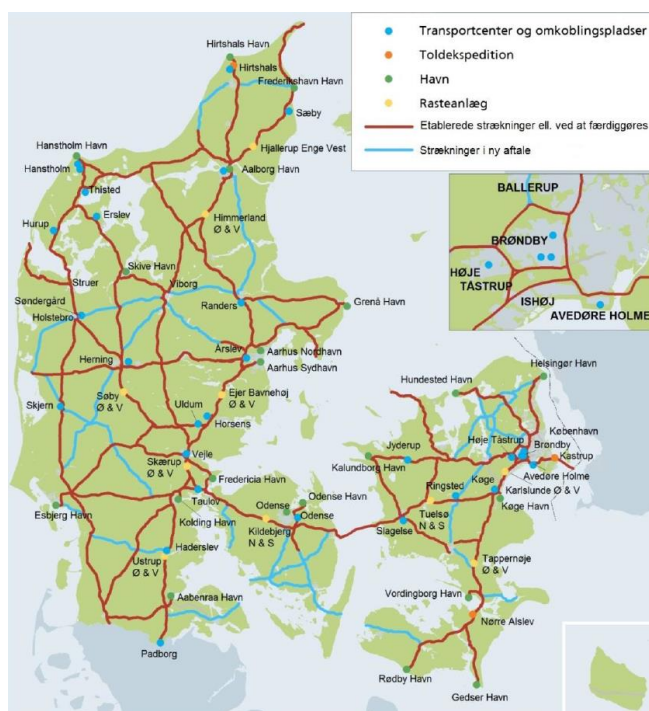 Transportcenter og omkoblingspladser
Toldekspedition
Havn
Rasteanlæg
Etablerede strækninger ell. ved at færdiggøres
Strækninger i ny aftale
Hirtshals Havn
Hirtshals
Frederikshavn Havn
Sæby
Hjallerup Enge Vest
Hanstholm Havn
Hanstholm
Aalborg Havn
Thisted
Erslev
Himmerland
Ø & V
Hurup
Skive Havn
Struer
Viborg
Søndergård
Holstebro
Randers
Grenå Havn
Årslev
Aarhus Nordhavn
Aarhus Sydhavn
Herning
Søby
Ø & V
Ejer Bavnehøj
Ø & V
Uldum
Horsens
Skjern
Vejle
Skærup
Ø & V
Fredericia Havn
Taulov
Kolding Havn
Esbjerg Havn
Odense Havn
Odense
Odense
Kildebjerg
N & S
Haderslev
Ustrup
Ø & V
Aabenraa Havn
Padborg
BALLERUP
BRØNDBY
HØJE
TÅSTRUP
ISHØJ
AVEDØRE HOLME
Helsingør Havn
Hundested Havn
København
Høje Tåstrup
Brøndby
Kastrup
Avedøre Holme
Jyderup
Kalundborg Havn
Ringsted
Køge
Karlslunde Ø & V
Køge Havn
Tuelsø
N & S
Slagelse
Tappernøje
Ø & V
Vordingborg Havn
Nørre Alslev
Rødby Havn
Gedser Havn